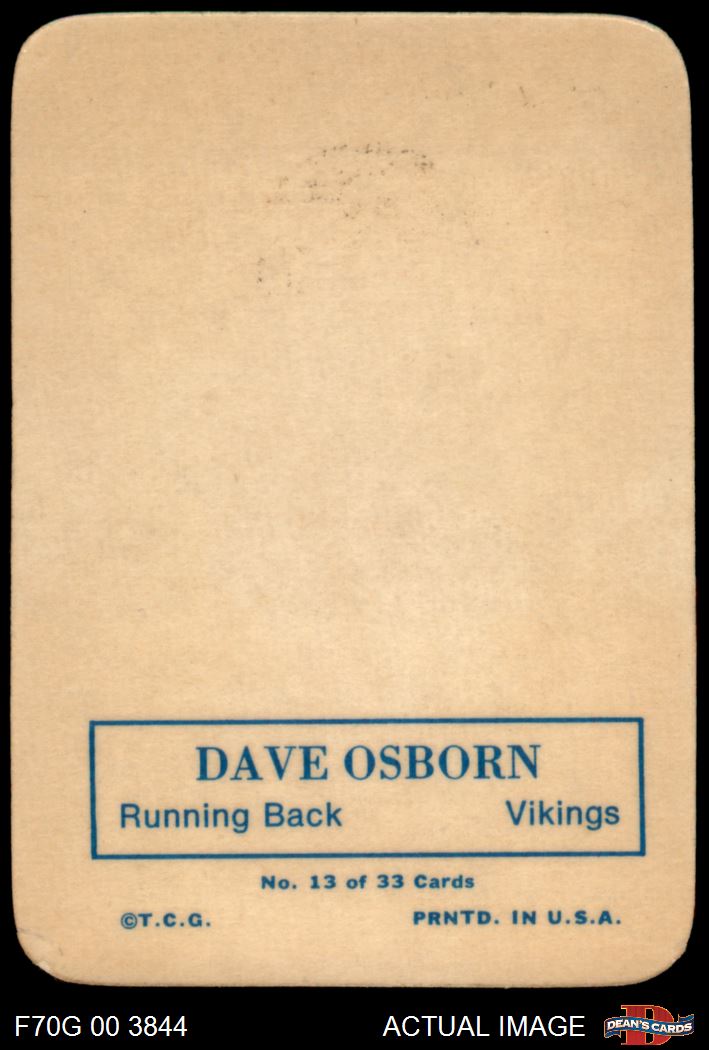 DAVE OSBORN
Running Back Vikings
No. 13 of 33 Cards
©T.C.G. PRNTD. IN U.S.A.
F70G 00 3844 ACTUAL IMAGE D DEAN'S CARDS